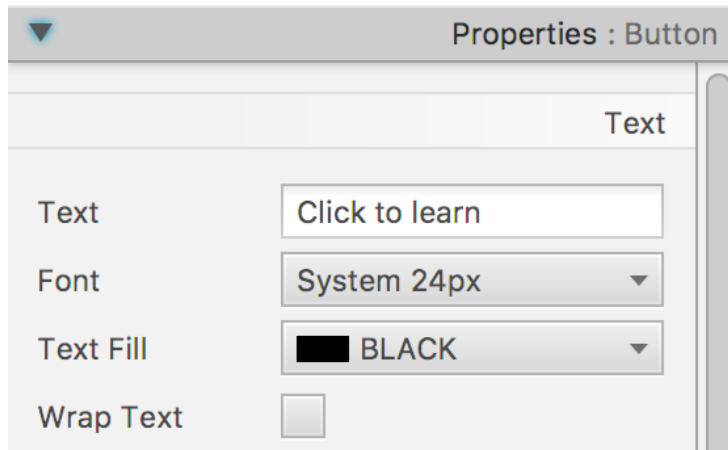 Properties : Button
Text
Text Click to learn
Font System 24px
Text Fill BLACK
Wrap Text